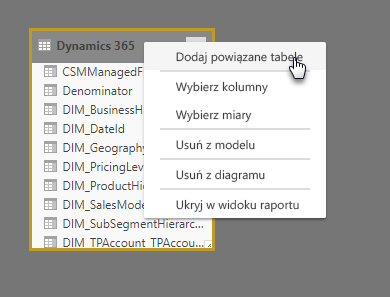 Dynamics 365
CSMManagedF
Denominator
DIM_BusinessH
DIM_DateId
DIM_Geography
DIM_PricingLev
DIM_ProductHie
DIM_SalesMode
DIM_SubSegmentHierarc...
DIM_TPAccount_TPAccou...
Dodaj powiązane tabele
Wybierz kolumny
Wybierz miary
Usuń z modelu
Usuń z diagramu
Ukryj w widoku raportu